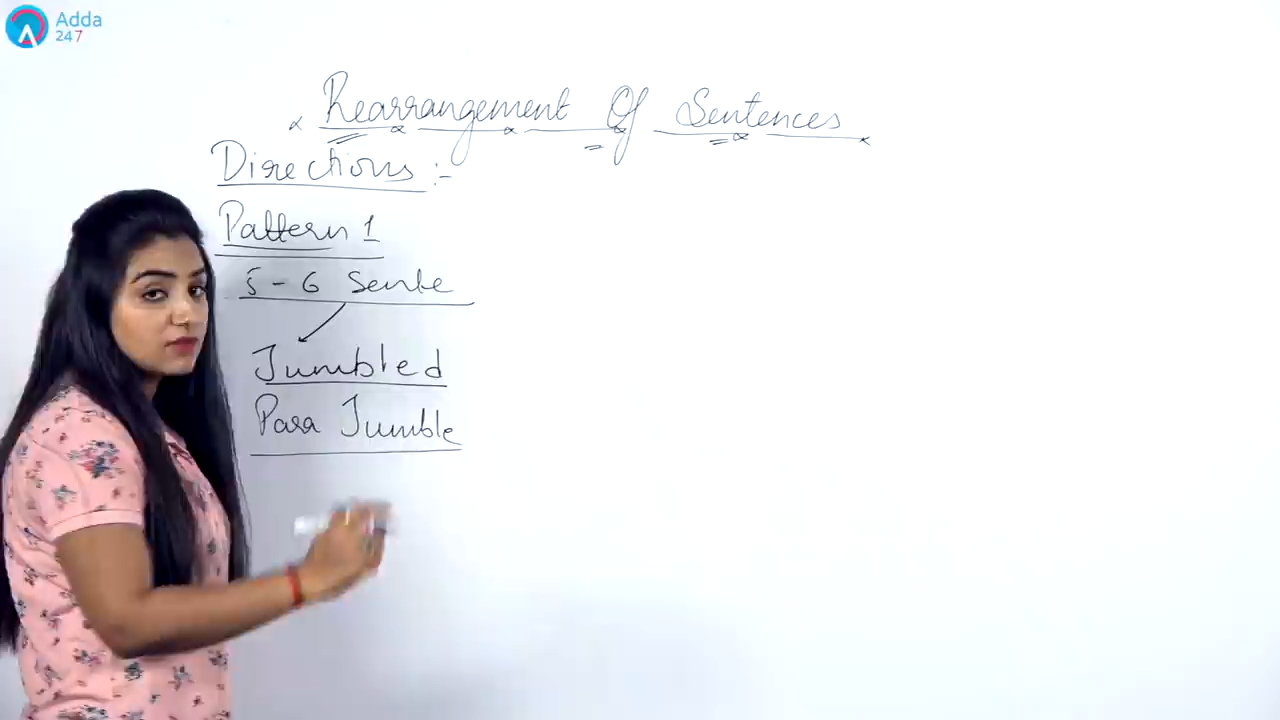 Adda
247
Rearrangement Of Sentences
Directions :-
Pattern 1
5-6 Sente
Jumbled
Para Jumble